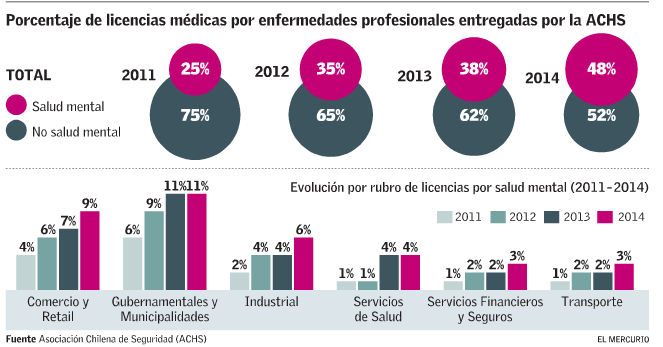 Porcentaje de licencias médicas por enfermedades profesionales entregadas por la ACHS
TOTAL
Salud mental
No salud mental
2011
25%
75%
2012
35%
65%
2013
38%
62%
2014
48%
52%
Evolución por rubro de licencias por salud mental (2011-2014)
2011 2012 2013 2014
4% 6% 7% 9%
6% 9% 11% 11%
2% 4% 4% 6%
1% 1% 4% 4%
1% 2% 2% 3%
1% 2% 2% 3%
Comercio y
Retail
Gubernamentales y
Municipalidades
Industrial
Servicios
de Salud
Servicios Financieros
y Seguros
Transporte
Fuente Asociación Chilena de Seguridad (ACHS)
EL MERCURIO